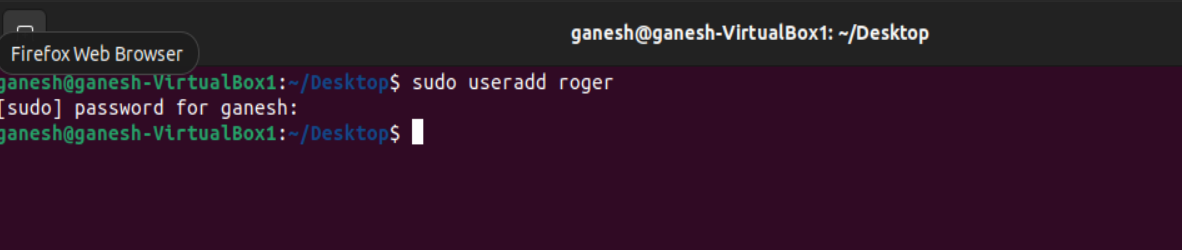 ganesh@ganesh-VirtualBox1: ~/Desktop
Firefox Web Browser
ganesh@ganesh-VirtualBox1:~/Desktop$ sudo useradd roger
[sudo] password for ganesh:
ganesh@ganesh-VirtualBox1:~/Desktop$